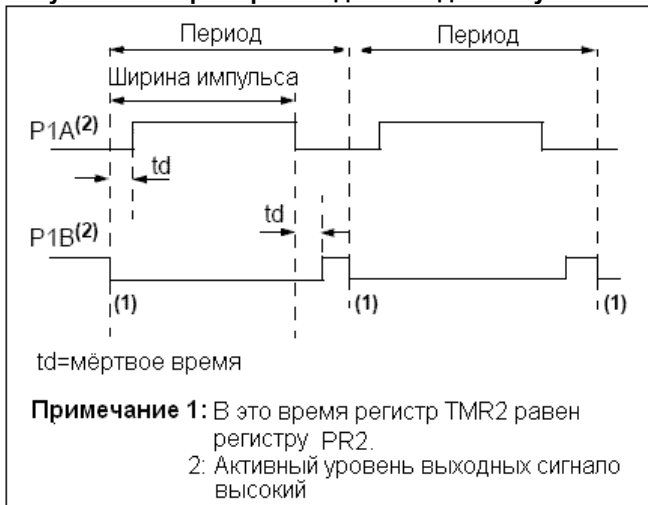 Период Период
Ширина импульса
P1A(2)
td
td
P1B(2)
(1) (1) (1)
td=мёртвое время
Примечание 1: В это время регистр TMR2 равен
регистру PR2.
2: Активный уровень выходных сигнало
высокий